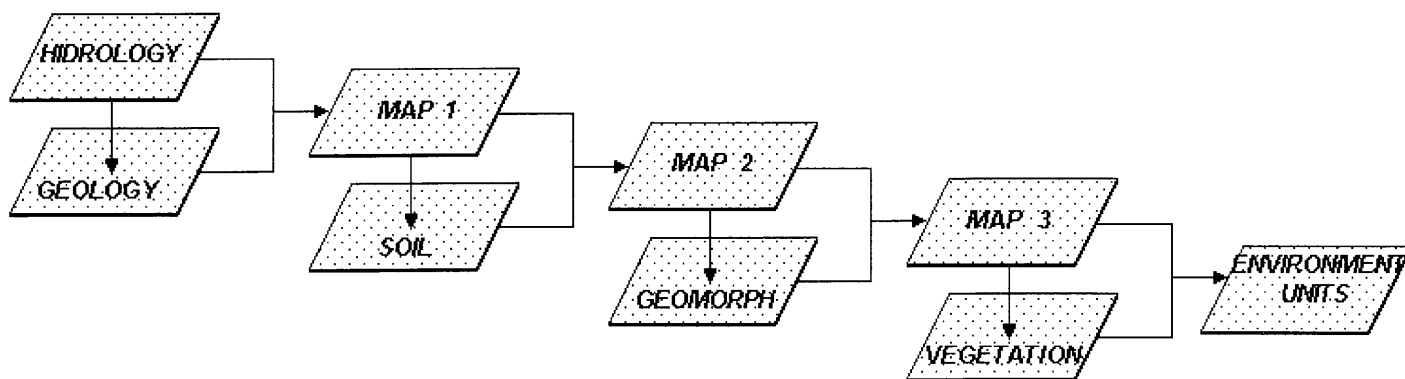 HIDROLOGY
GEOLOGY
MAP 1
SOIL
MAP 2
GEOMORPH
MAP 3
VEGETATION
ENVIRONMENT
UNITS